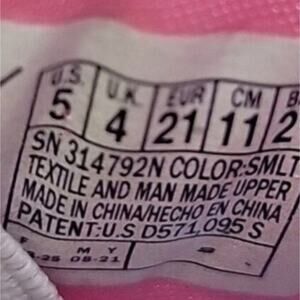 U.S. U.K. EUR CM B
5 4 21 11 2
SN 314792N COLOR:SMLT
TEXTILE AND MAN MADE UPPER
MADE IN CHINA/HECHO EN CHINA
PATENT:U.S D571,095 S
F M Y
08-21